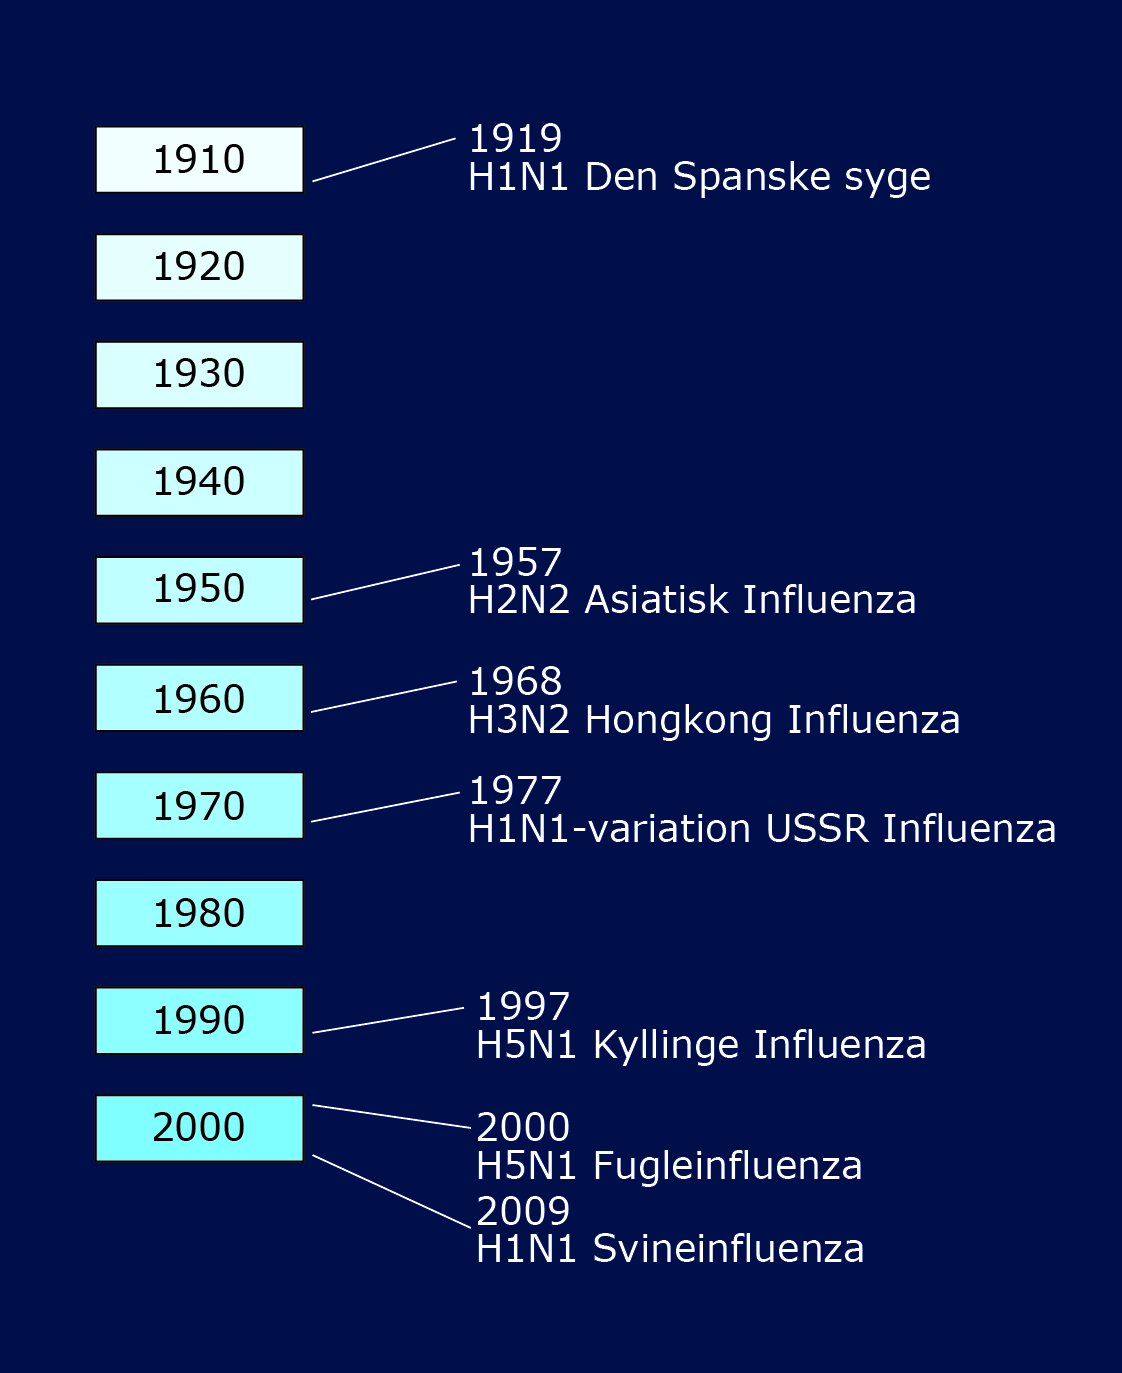 1910
1919
H1N1 Den Spanske syge
1920
1930
1940
1950
1957
H2N2 Asiatisk Influenza
1960
1968
H3N2 Hongkong Influenza
1970
1977
H1N1-variation USSR Influenza
1980
1990
1997
H5N1 Kyllinge Influenza
2000
2000
H5N1 Fugleinfluenza
2009
H1N1 Svineinfluenza